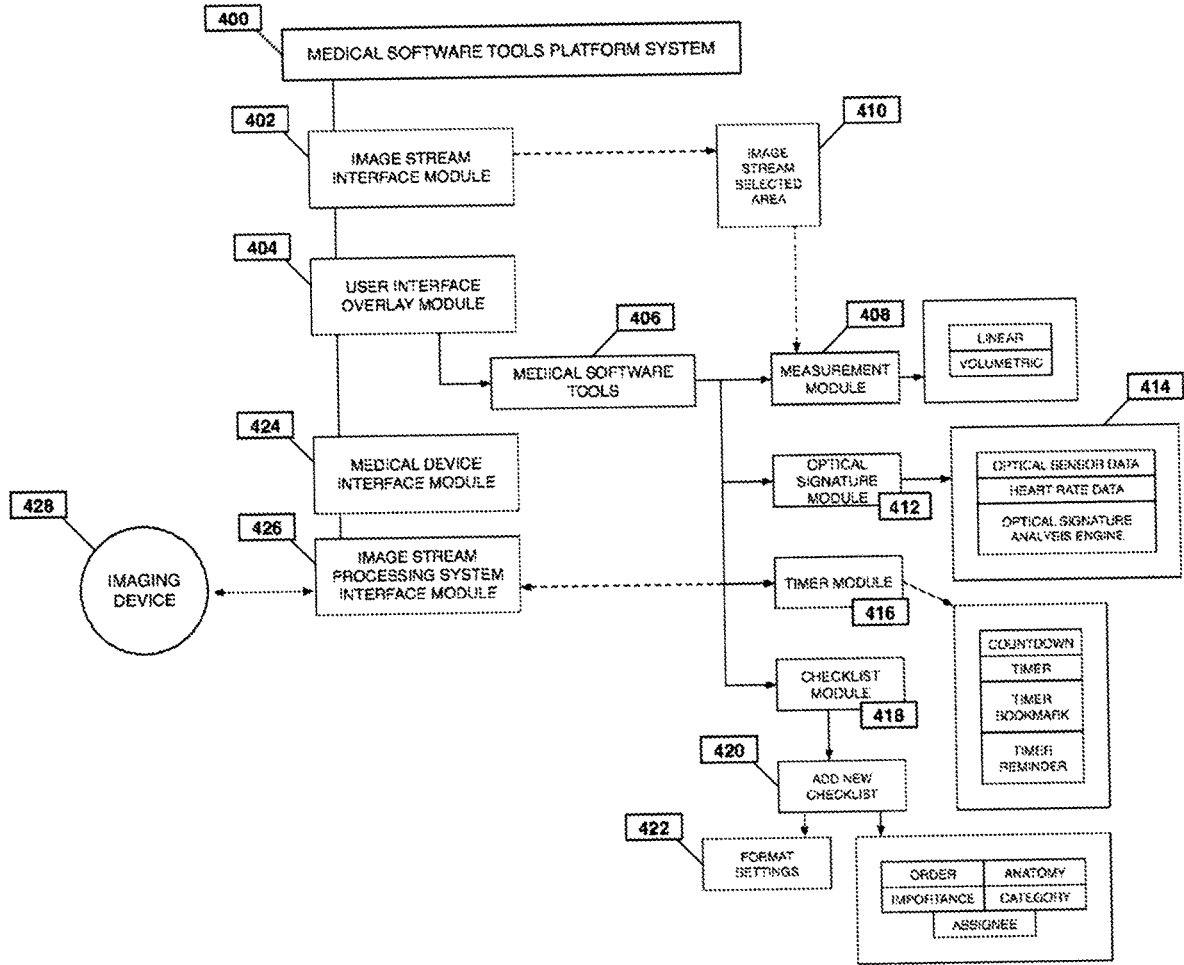 400
MEDICAL SOFTWARE TOOLS PLATFORM SYSTEM
402
IMAGE STREAM
INTERFACE MODULE
410
IMAGE
STREAM
SELECTED
AREA
404
USER INTERFACE
OVERLAY MODULE
406
MEDICAL SOFTWARE
TOOLS
408
MEASUREMENT
MODULE
LINEAR
VOLUMETRIC
414
424
MEDICAL DEVICE
INTERFACE MODULE
OPTICAL
SIGNATURE
MODULE
412
OPTICAL SENSOR DATA
HEART RATE DATA
OPTICAL SIGNATURE
ANALYSIS ENGINE
428
IMAGING
DEVICE
426
IMAGE STREAM
PROCESSING SYSTEM
INTERFACE MODULE
TIMER MODULE
416
COUNTDOWN
TIMER
TIMER
BOOKMARK
TIMER
REMINDER
CHECKLIST
MODULE
418
420
ADD NEW
CHECKLIST
422
FORMAT
SETTINGS
ORDER
ANATOMY
IMPORTANCE
CATEGORY
ASSIGNEE